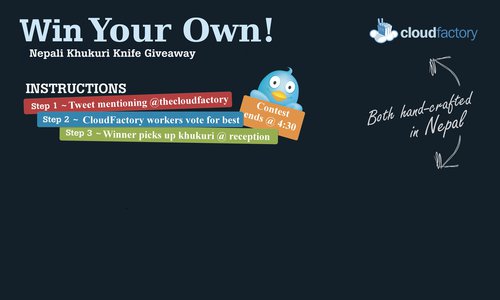 Win Your Own!
Nepali Khukuri Knife Giveaway
cloudfactory
INSTRUCTIONS
Step 1 ~ Tweet mentioning @thecloudfactory
Step 2 ~ CloudFactory workers vote for best
Step 3 ~ Winner picks up khukuri @ reception
Contest
ends @ 4:30
Both hand-crafted
in Nepal